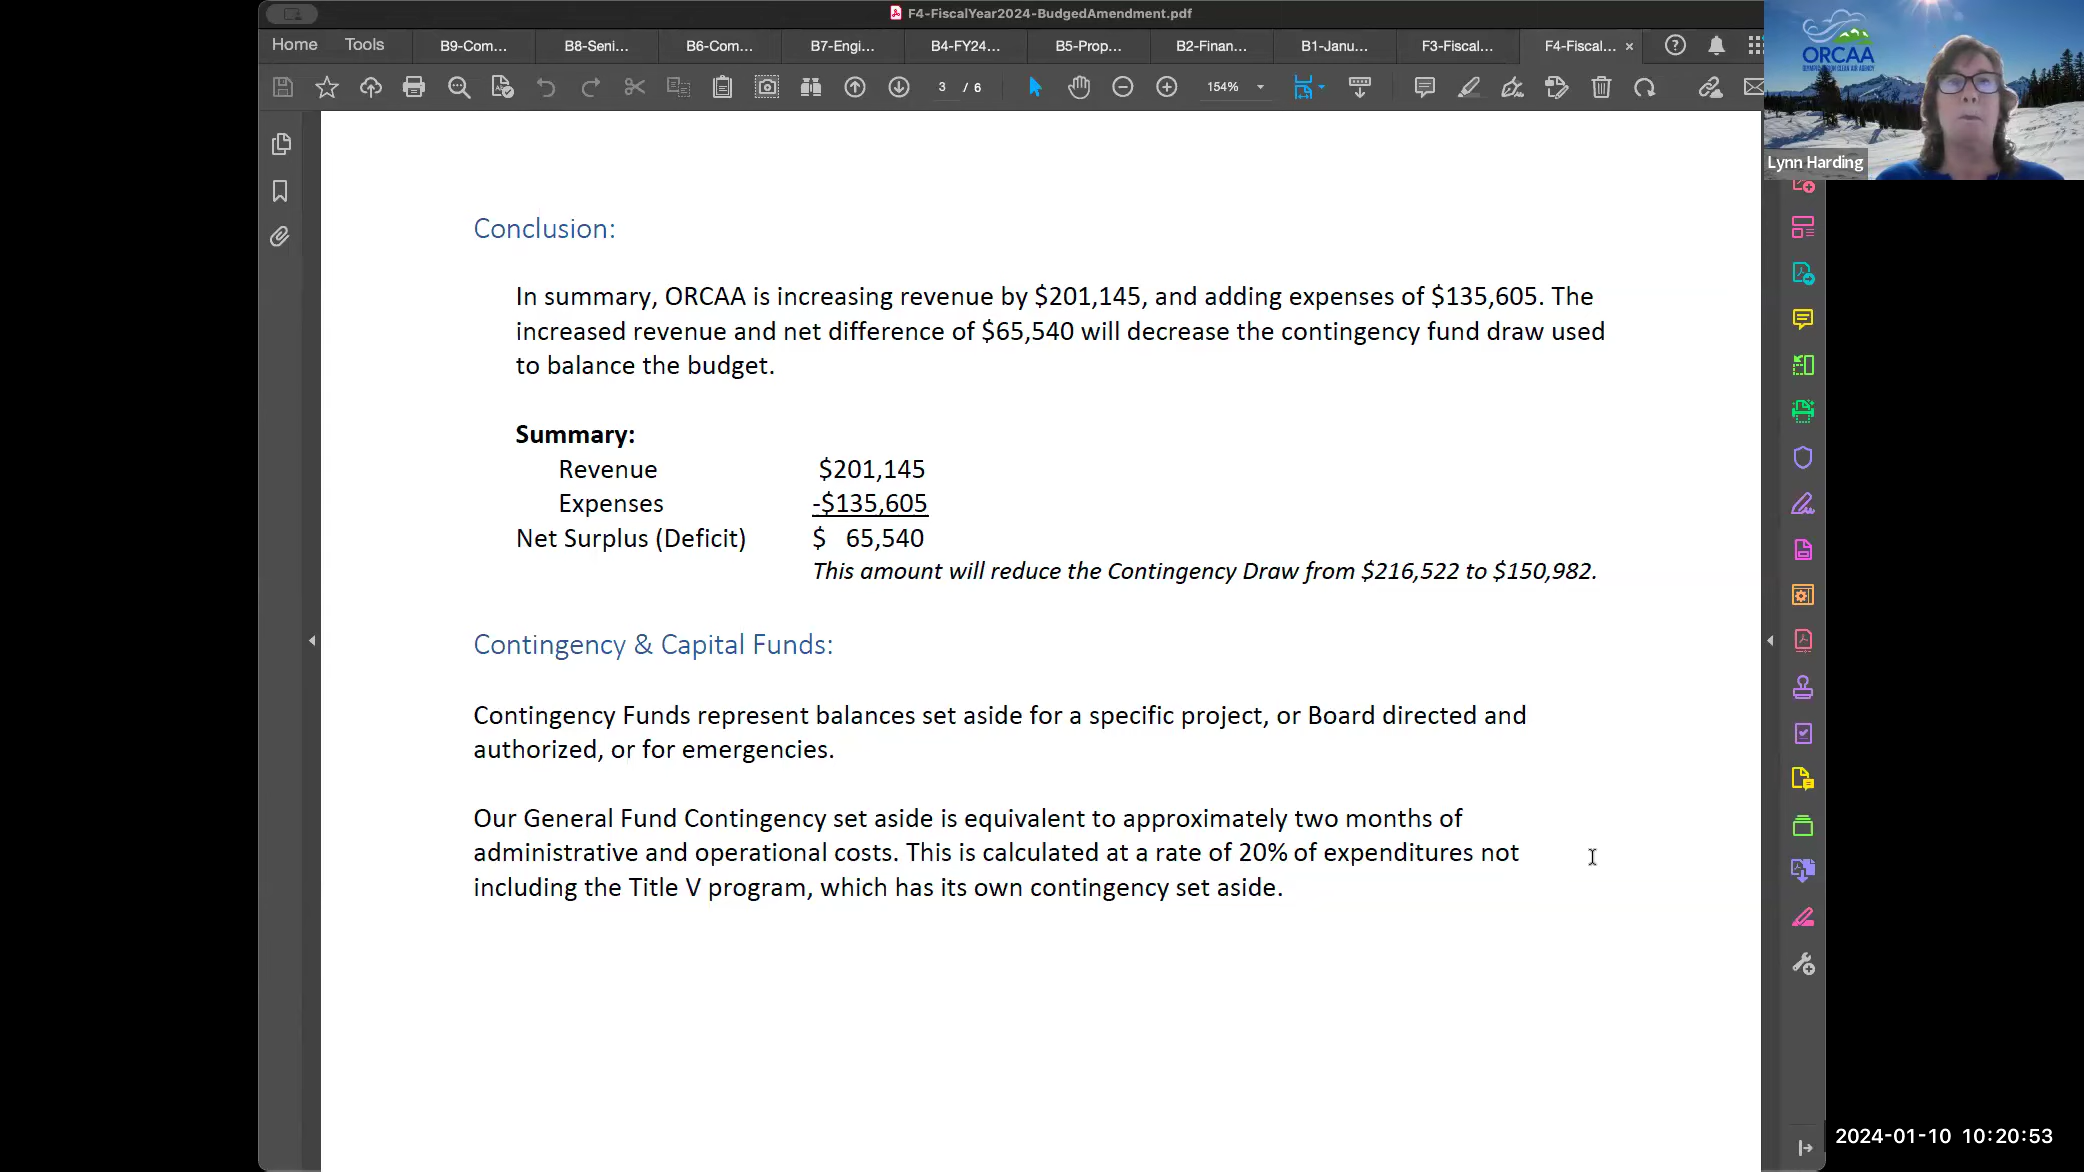 F4-FiscalYear2024-BudgedAmendment.pdf
Home Tools B9-Com... B8-Seni... B6-Com... B7-Engi... B4-FY24... B5-Prop... B2-Finan... B1-Janu... F3-Fiscal... F4-Fiscal... ×
3 / 6 154%
ORCAA
Lynn Harding
Conclusion:
In summary, ORCAA is increasing revenue by $201,145, and adding expenses of $135,605. The
increased revenue and net difference of $65,540 will decrease the contingency fund draw used
to balance the budget.
Summary:
Revenue $201,145
Expenses -$135,605
Net Surplus (Deficit) $ 65,540
This amount will reduce the Contingency Draw from $216,522 to $150,982.
Contingency & Capital Funds:
Contingency Funds represent balances set aside for a specific project, or Board directed and
authorized, or for emergencies.
Our General Fund Contingency set aside is equivalent to approximately two months of
administrative and operational costs. This is calculated at a rate of 20% of expenditures not
including the Title V program, which has its own contingency set aside.
2024-01-10 10:20:53